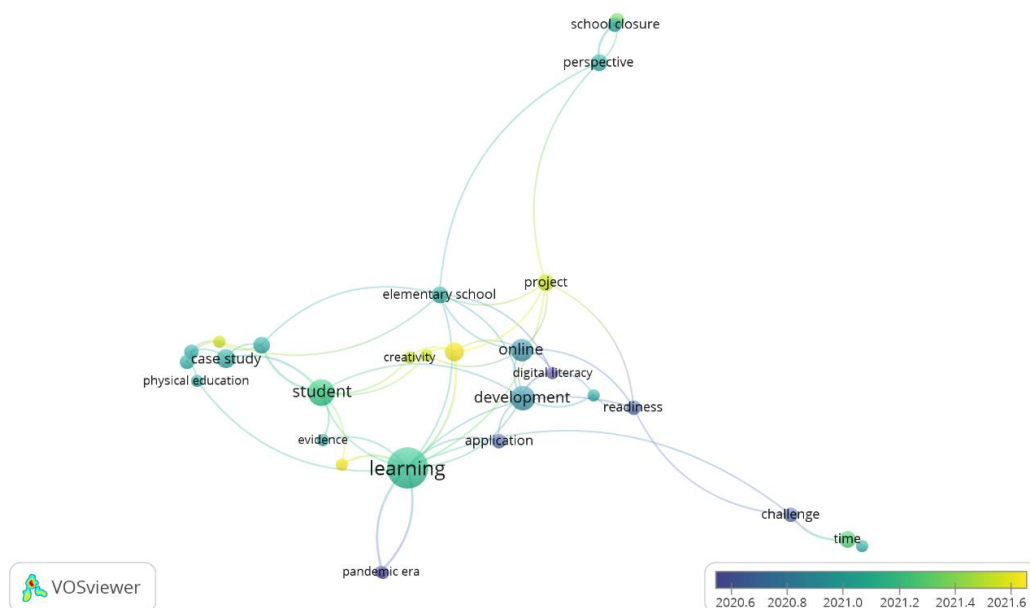 school closure
perspective
project
elementary school
online
creativity
case study
digital literacy
physical education
student
development
readiness
evidence
application
learning
challenge
time
pandemic era
VOSviewer
2020.6 2020.8 2021.0 2021.2 2021.4 2021.6